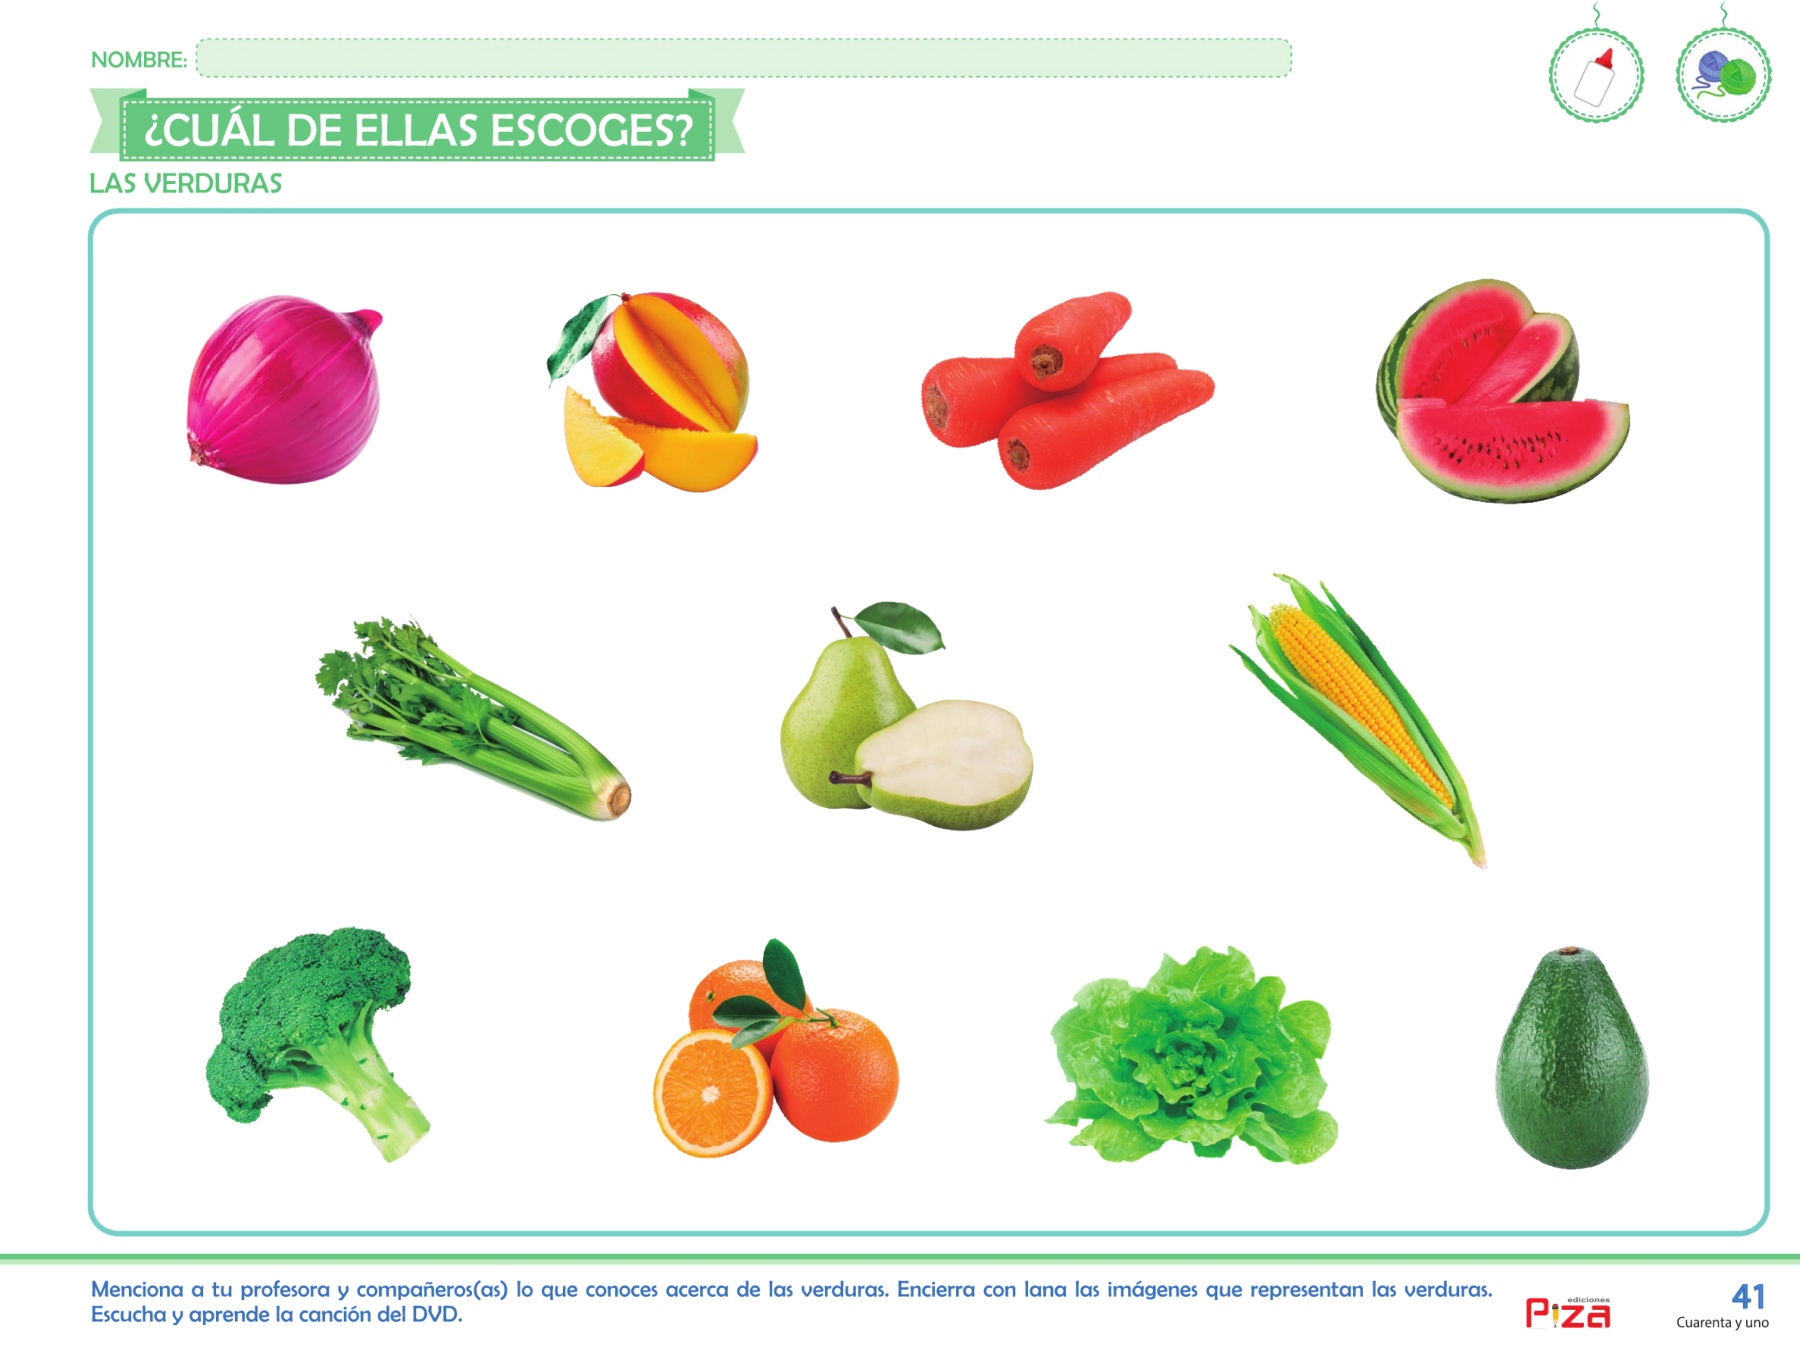 NOMBRE:
¿CUÁL DE ELLAS ESCOGES?
LAS VERDURAS
Menciona a tu profesora y compañeros(as) lo que conoces acerca de las verduras. Encierra con lana las imágenes que representan las verduras.
Escucha y aprende la canción del DVD.
ediciones
Piza
41
Cuarenta y uno